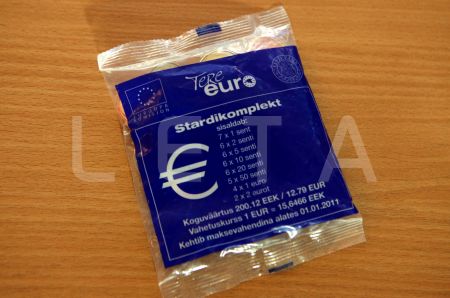 Tere
euro
Stardikomplekt
sisaldab:
7 x 1 sent
6 x 2 senti
6 x 5 senti
6 x 10 senti
6 x 20 senti
5 x 50 senti
4 x 1 euro
2 x 2 eurot
€
Koguväärtus 200.12 EEK / 12.79 EUR
Vahetuskurss 1 EUR = 15,6466 EEK
Kehtib maksevahendina alates 01.01.2011
LETA